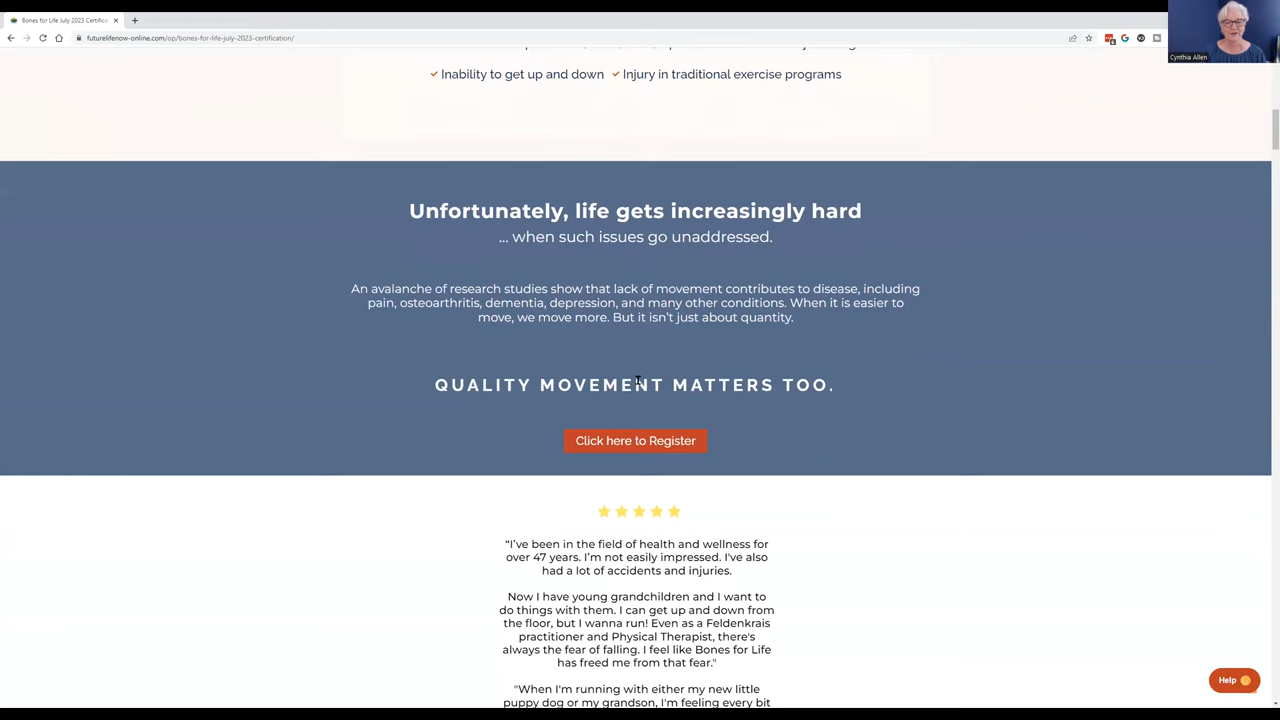 Bones for Life July 2023 Certifica
futurelifenow-online.com/op/bones-for-life-july-2023-certification/
Cynthia Allen
Inability to get up and down
Injury in traditional exercise programs
Unfortunately, life gets increasingly hard
... when such issues go unaddressed.
An avalanche of research studies show that lack of movement contributes to disease, including
pain, osteoarthritis, dementia, depression, and many other conditions. When it is easier to
move, we move more. But it isn't just about quantity.
QUALITY MOVEMENT MATTERS TOO.
Click here to Register
"I've been in the field of health and wellness for
over 47 years. I'm not easily impressed. I've also
had a lot of accidents and injuries.
Now I have young grandchildren and I want to
do things with them. I can get up and down from
the floor, but I wanna run! Even as a Feldenkrais
practitioner and Physical Therapist, there's
always the fear of falling. I feel like Bones for Life
has freed me from that fear."
"When I'm running with either my new little
puppy dog or my grandson, I'm feeling every bit
Help